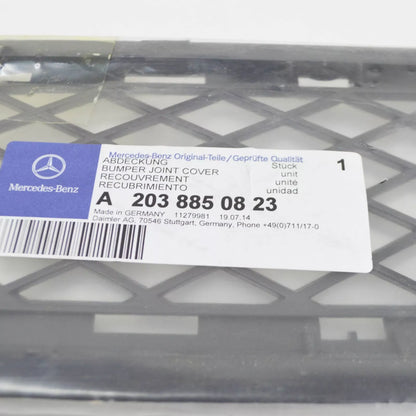 Mercedes-Benz
Mercedes-Benz Original-Teile/Geprüfte Qualität
ABDECKUNG Stück 1
BUMPER JOINT COVER unit
RECOUVREMENT unité
RECUBRIMIENTO unidad
A 203 885 08 23
Made in GERMANY 11279981 19.07.14
Daimler AG, 70546 Stuttgart, Germany, Phone +49(0)711/17-0